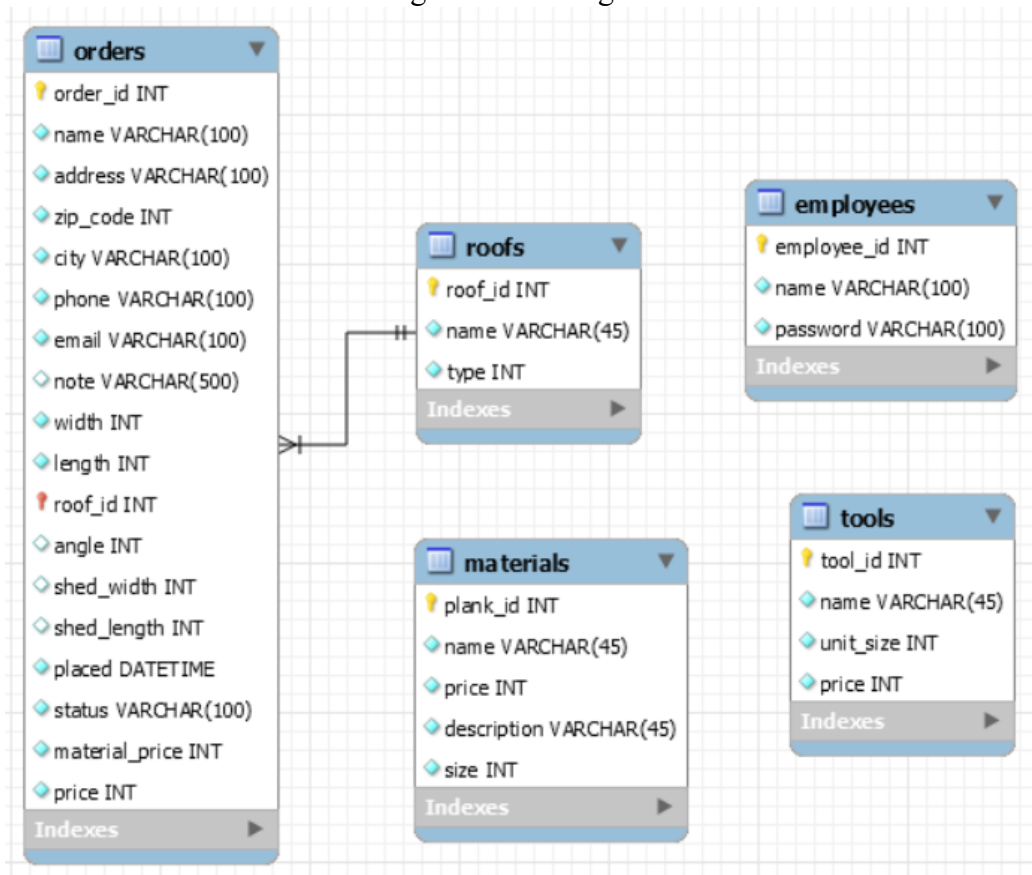 orders
order_id INT
name VARCHAR(100)
address VARCHAR(100)
zip_code INT
city VARCHAR(100)
phone VARCHAR(100)
email VARCHAR(100)
note VARCHAR(500)
width INT
length INT
roof_id INT
angle INT
shed_width INT
shed_length INT
placed DATETIME
status VARCHAR(100)
material_price INT
price INT
Indexes
roofs
roof_id INT
name VARCHAR(45)
type INT
Indexes
employees
employee_id INT
name VARCHAR(100)
password VARCHAR(100)
Indexes
materials
plank_id INT
name VARCHAR(45)
price INT
description VARCHAR(45)
size INT
Indexes
tools
tool_id INT
name VARCHAR(45)
unit_size INT
price INT
Indexes